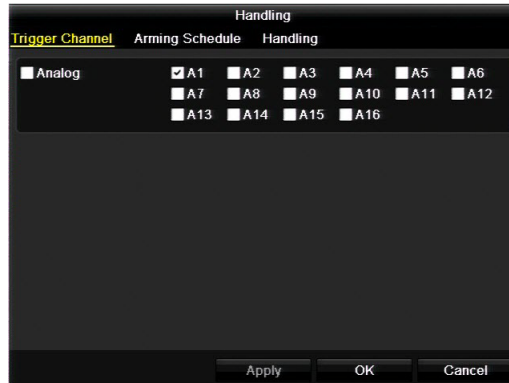 Handling
Trigger Channel Arming Schedule Handling
Analog A1 A2 A3 A4 A5 A6
A7 A8 A9 A10 A11 A12
A13 A14 A15 A16
Apply OK Cancel